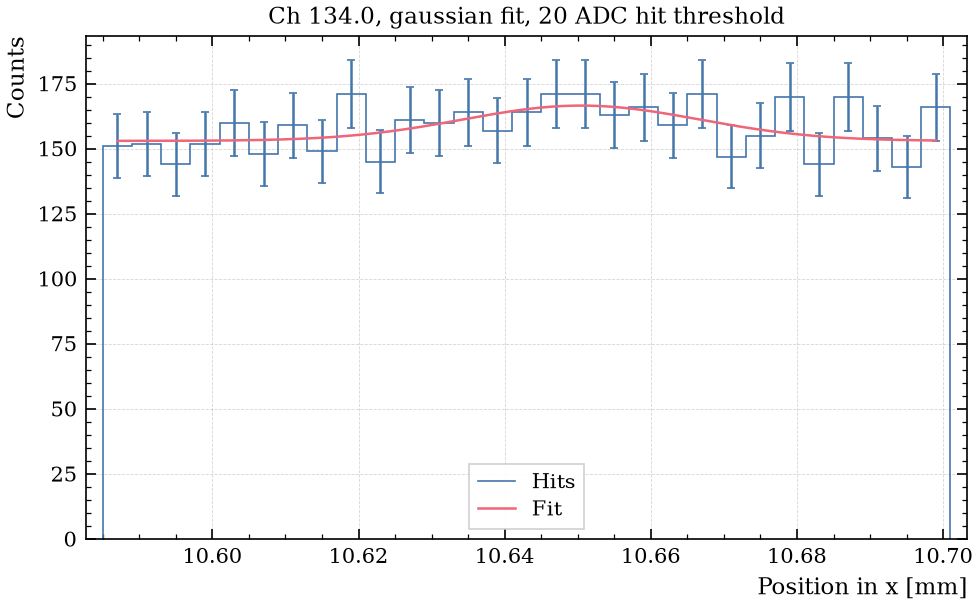 Ch 134.0, gaussian fit, 20 ADC hit threshold
Counts
175
150
125
100
75
50
25
0
Hits
Fit
10.60 10.62 10.64 10.66 10.68 10.70
Position in x [mm]